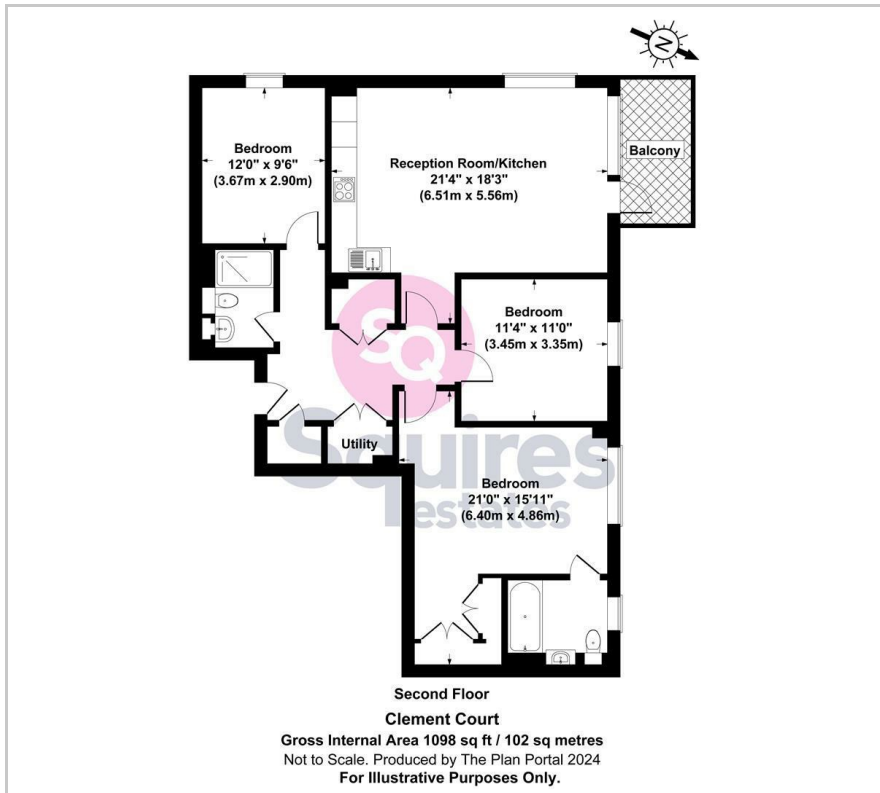 N
Bedroom
12'0" x 9'6"
(3.67m x 2.90m)
Reception Room/Kitchen
21'4" x 18'3"
(6.51m x 5.56m)
Balcony
Bedroom
11'4" x 11'0"
(3.45m x 3.35m)
SQ
Squires
estates
Utility
Bedroom
21'0" x 15'11"
(6.40m x 4.86m)
Second Floor
Clement Court
Gross Internal Area 1098 sq ft / 102 sq metres
Not to Scale. Produced by The Plan Portal 2024
For Illustrative Purposes Only.